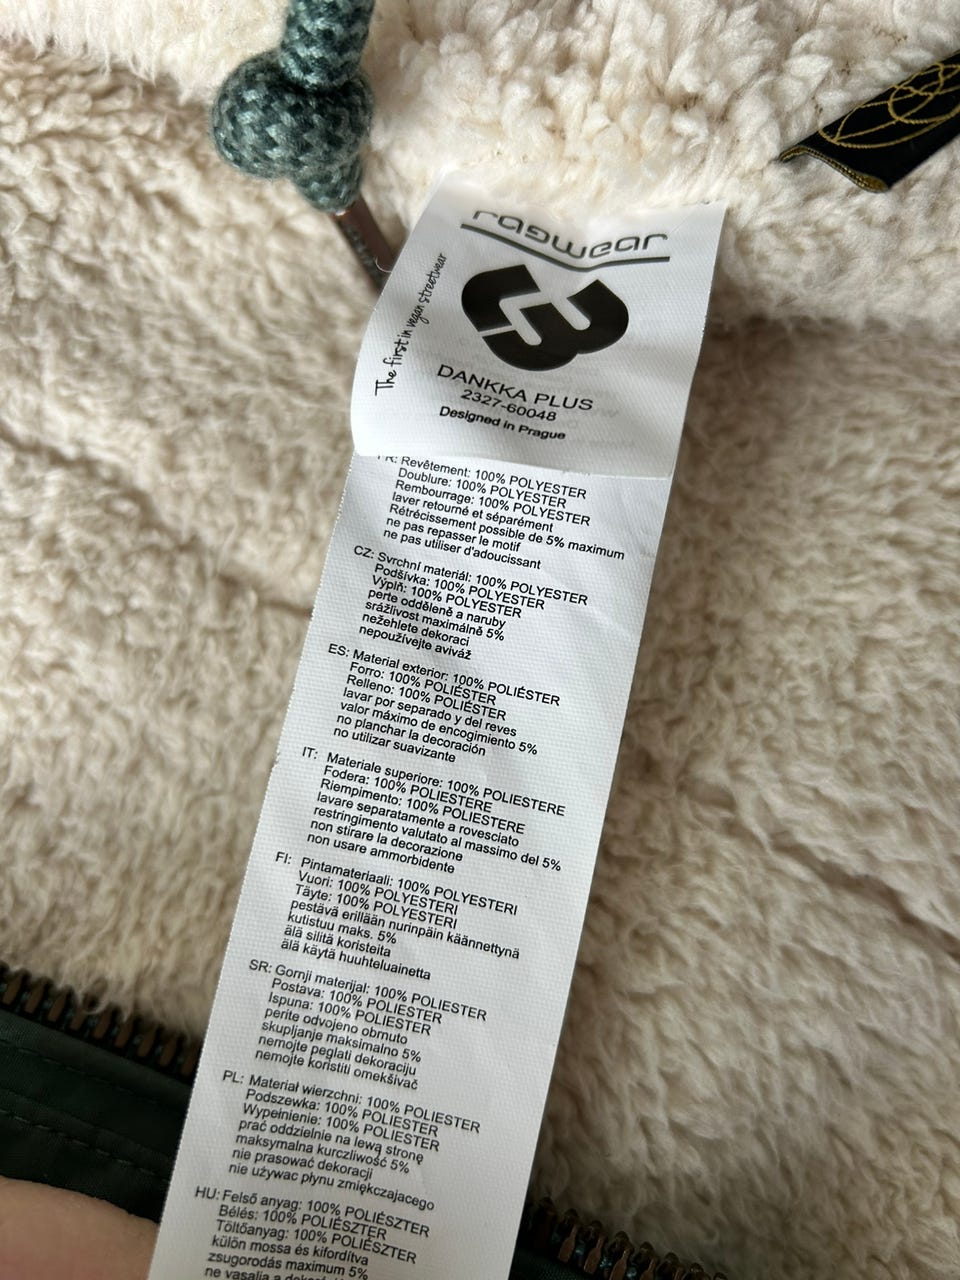 ragwear
The first in vegan streetwear
DANKKA PLUS
2327-60048
Designed in Prague
FR: Revêtement: 100% POLYESTER
Doublure: 100% POLYESTER
Rembourrage: 100% POLYESTER
laver retourné et séparément
Rétrécissement possible de 5% maximum
ne pas repasser le motif
ne pas utiliser d'adoucissant
CZ: Svrchní materiál: 100% POLYESTER
Podšívka: 100% POLYESTER
Výplň: 100% POLYESTER
perte odděleně a naruby
srážlivost maximálně 5%
nežehlete dekoraci
nepoužívejte aviváž
ES: Material exterior: 100% POLIÉSTER
Forro: 100% POLIÉSTER
Relleno: 100% POLIÉSTER
lavar por separado y del reves
valor máximo de encogimiento 5%
no planchar la decoración
no utilizar suavizante
IT: Materiale superiore: 100% POLIESTERE
Fodera: 100% POLIESTERE
Riempimento: 100% POLIESTERE
lavare separatamente a rovesciato
restringimento valutato al massimo del 5%
non stirare la decorazione
non usare ammorbidente
FI: Pintamateriaali: 100% POLYESTERI
Vuori: 100% POLYESTERI
Täyte: 100% POLYESTERI
pestävä erillään nurinpäin käännettynä
kutistuu maks. 5%
älä silitä koristeita
älä käytä huuhteluainetta
SR: Gornji materijal: 100% POLIESTER
Postava: 100% POLIESTER
Ispuna: 100% POLIESTER
perite odvojeno obrnuto
skupljanje maksimalno 5%
nemojte peglati dekoraciju
nemojte koristiti omekšivač
PL: Materiał wierzchni: 100% POLIESTER
Podszewka: 100% POLIESTER
Wypełnienie: 100% POLIESTER
prać oddzielnie na lewą stronę
maksymalna kurczliwość 5%
nie prasować dekoracji
nie używac płynu zmiękczajacego
HU: Felső anyag: 100% POLIÉSZTER
Bélés: 100% POLIÉSZTER
Töltőanyag: 100% POLIÉSZTER
külön mossa és kifordítva
zsugorodás maximum 5%
ne vasalja a